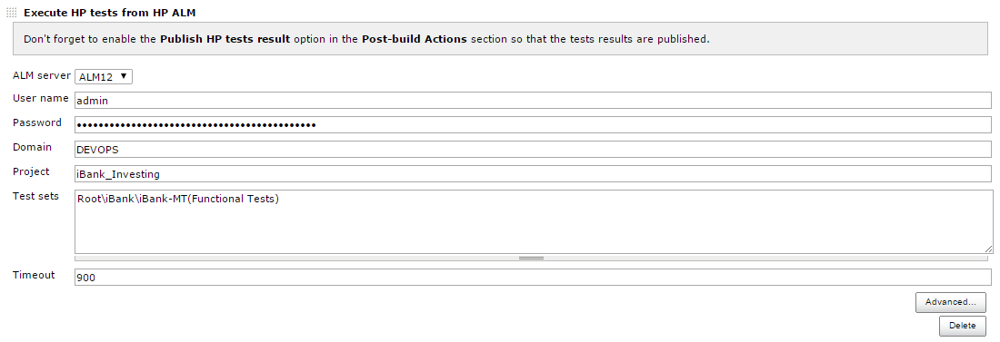 Execute HP tests from HP ALM
Don't forget to enable the Publish HP tests result option in the Post-build Actions section so that the tests results are published.
ALM server ALM12
User name admin
Password ••••••••••••••••••••••••••••••••••••••••••••
Domain DEVOPS
Project iBank_Investing
Test sets Root\iBank\iBank-MT(Functional Tests)
Timeout 900
Advanced...
Delete